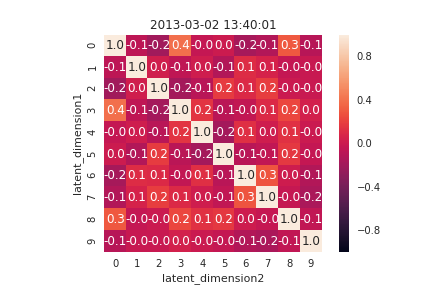 2013-03-02 13:40:01
latent_dimension1
0 1.0 -0.1 -0.2 0.4 -0.0 0.0 -0.2 -0.1 0.3 -0.1
1 -0.1 1.0 0.0 -0.1 0.0 -0.1 0.1 0.1 -0.0 -0.0
2 -0.2 0.0 1.0 -0.2 -0.1 0.2 0.1 0.2 -0.0 -0.0
3 0.4 -0.1 -0.2 1.0 0.2 -0.1 -0.0 0.1 0.2 0.0
4 -0.0 0.0 -0.1 0.2 1.0 -0.2 0.1 0.0 0.1 -0.0
5 0.0 -0.1 0.2 -0.1 -0.2 1.0 -0.1 -0.1 0.2 -0.0
6 -0.2 0.1 0.1 -0.0 0.1 -0.1 1.0 0.3 0.0 -0.1
7 -0.1 0.1 0.2 0.1 0.0 -0.1 0.3 1.0 -0.0 -0.2
8 0.3 -0.0 -0.0 0.2 0.1 0.2 0.0 -0.0 1.0 -0.1
9 -0.1 -0.0 -0.0 0.0 -0.0 -0.0 -0.1 -0.2 -0.1 1.0
0 1 2 3 4 5 6 7 8 9
latent_dimension2
0.8
0.4
0.0
−0.4
−0.8